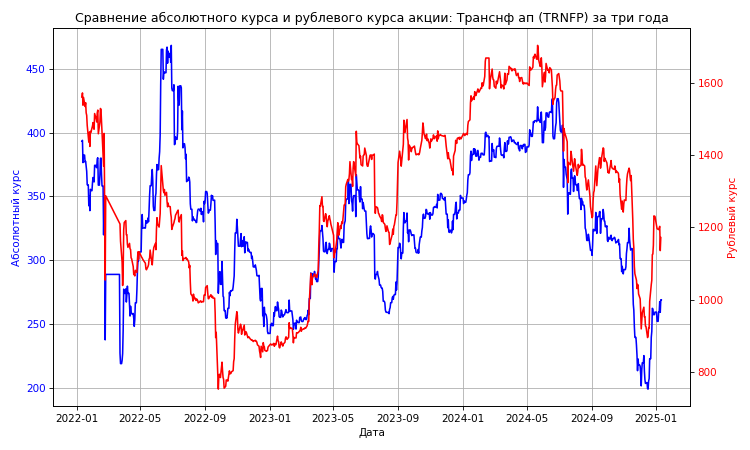 Сравнение абсолютного курса и рублевого курса акции: Транснф ап (TRNFP) за три года
Абсолютный курс
450
400
350
300
250
200
1600
1400
1200
1000
800
Рублевый курс
2022-01 2022-05 2022-09 2023-01 2023-05 2023-09 2024-01 2024-05 2024-09 2025-01
Дата